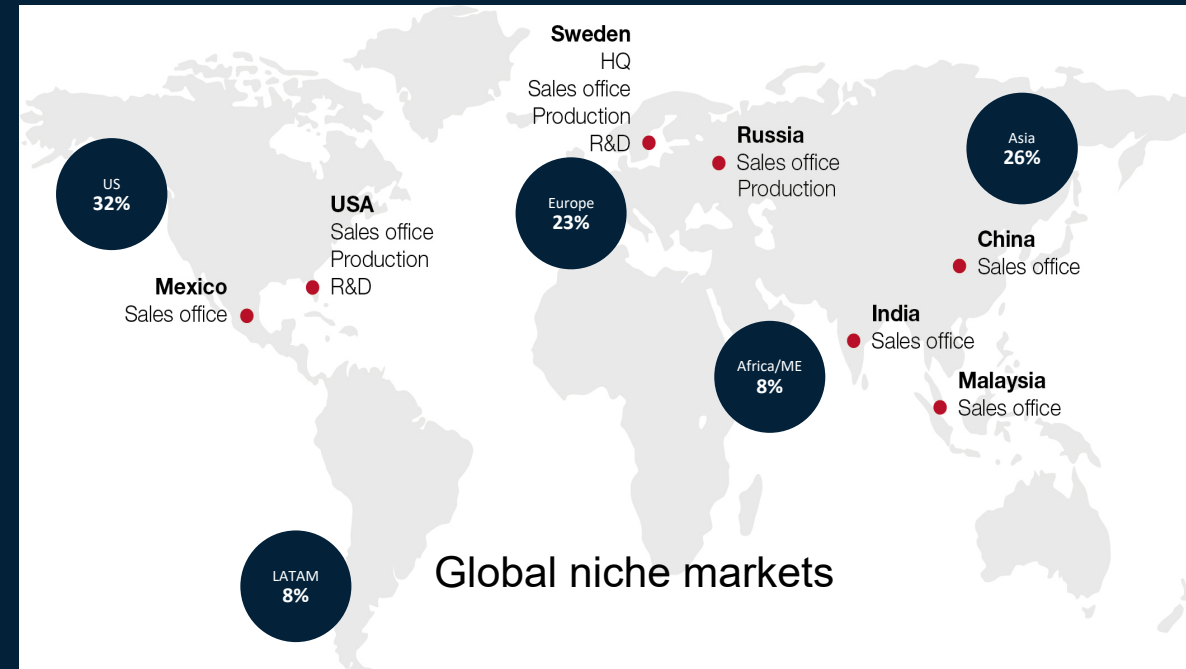 Sweden
HQ
Sales office
Production
R&D
Russia
Sales office
Production
Asia
26%
US
32%
USA
Sales office
Production
R&D
Europe
23%
China
Sales office
Mexico
Sales office
India
Sales office
Africa/ME
8%
Malaysia
Sales office
LATAM
8%
Global niche markets